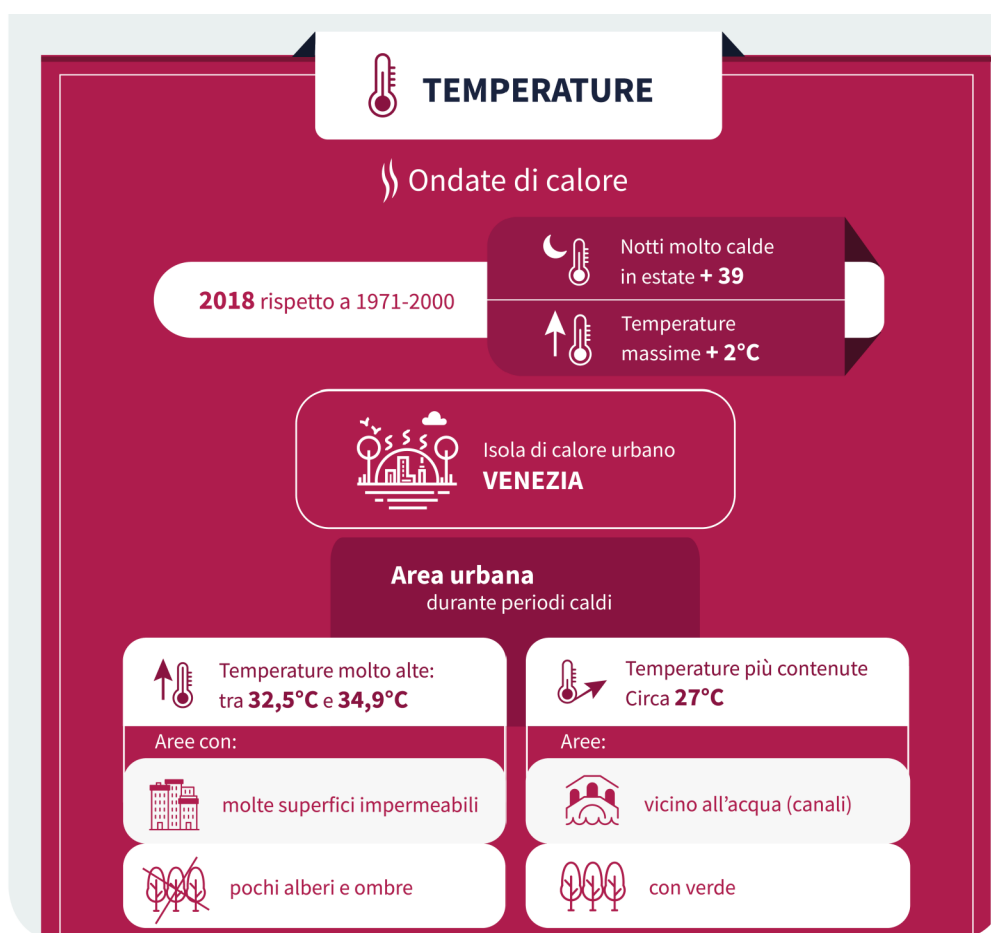 TEMPERATURE
Ondate di calore
2018 rispetto a 1971-2000
Notti molto calde
in estate + 39
Temperature
massime + 2°C
Isola di calore urbano
VENEZIA
Area urbana
durante periodi caldi
Temperature molto alte:
tra 32,5°C e 34,9°C
Aree con:
molte superfici impermeabili
pochi alberi e ombre
Temperature più contenute
Circa 27°C
Aree:
vicino all’acqua (canali)
con verde